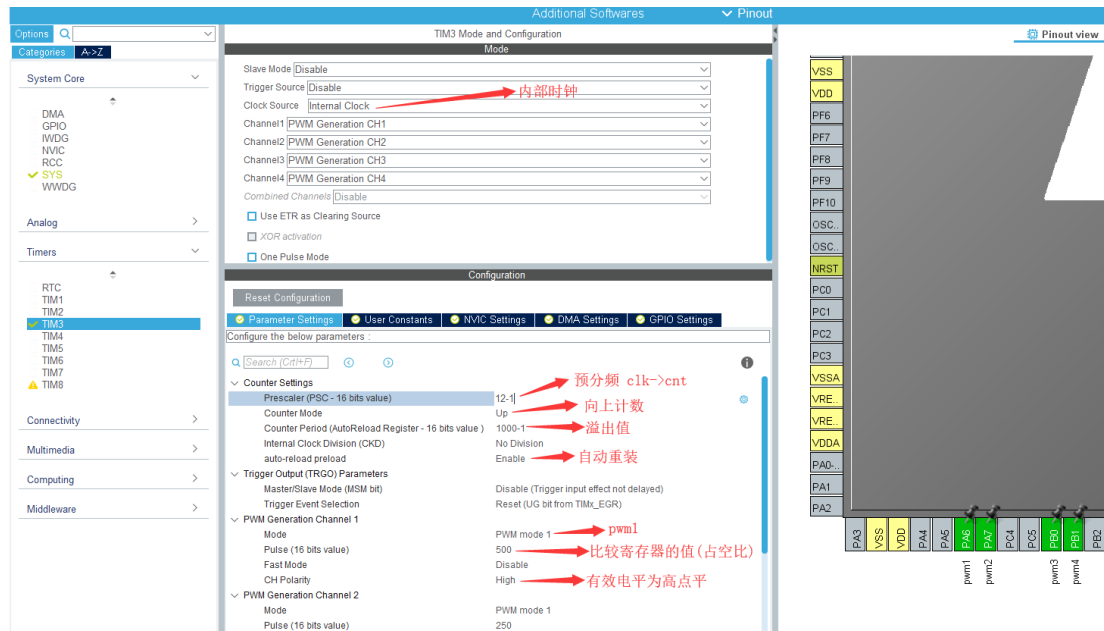 Additional Softwares
Pinout
Options
Categories
A->Z
System Core
DMA
GPIO
IWDG
NVIC
RCC
SYS
WWDG
Analog
Timers
RTC
TIM1
TIM2
TIM3
TIM4
TIM5
TIM6
TIM7
TIM8
Connectivity
Multimedia
Computing
Middleware
TIM3 Mode and Configuration
Mode
Slave Mode Disable
Trigger Source Disable
Clock Source Internal Clock
内部时钟
Channel1 PWM Generation CH1
Channel2 PWM Generation CH2
Channel3 PWM Generation CH3
Channel4 PWM Generation CH4
Combined Channels Disable
Use ETR as Clearing Source
XOR activation
One Pulse Mode
Configuration
Reset Configuration
Parameter Settings
User Constants
NVIC Settings
DMA Settings
GPIO Settings
Configure the below parameters :
Search (Crtl+F)
Counter Settings
Prescaler (PSC - 16 bits value) 12-1 预分频 clk->cnt
Counter Mode Up 向上计数
Counter Period (AutoReload Register - 16 bits value ) 1000-1 溢出值
Internal Clock Division (CKD) No Division
auto-reload preload Enable 自动重装
Trigger Output (TRGO) Parameters
Master/Slave Mode (MSM bit) Disable (Trigger input effect not delayed)
Trigger Event Selection Reset (UG bit from TIMx_EGR)
PWM Generation Channel 1
Mode PWM mode 1 pwm1
Pulse (16 bits value) 500 比较寄存器的值(占空比)
Fast Mode Disable
CH Polarity High 有效电平为高点平
PWM Generation Channel 2
Mode PWM mode 1
Pulse (16 bits value) 250
Pinout view
VSS
VDD
PF6
PF7
PF8
PF9
PF10
OSC..
OSC..
NRST
PC0
PC1
PC2
PC3
VSSA
VRE..
VRE..
VDDA
PA0-..
PA1
PA2
PA3
VSS
VDD
PA4
PA5
PA6
PA7
PC4
PC5
PB0
PB1
PB2
pwm1
pwm2
pwm3
pwm4